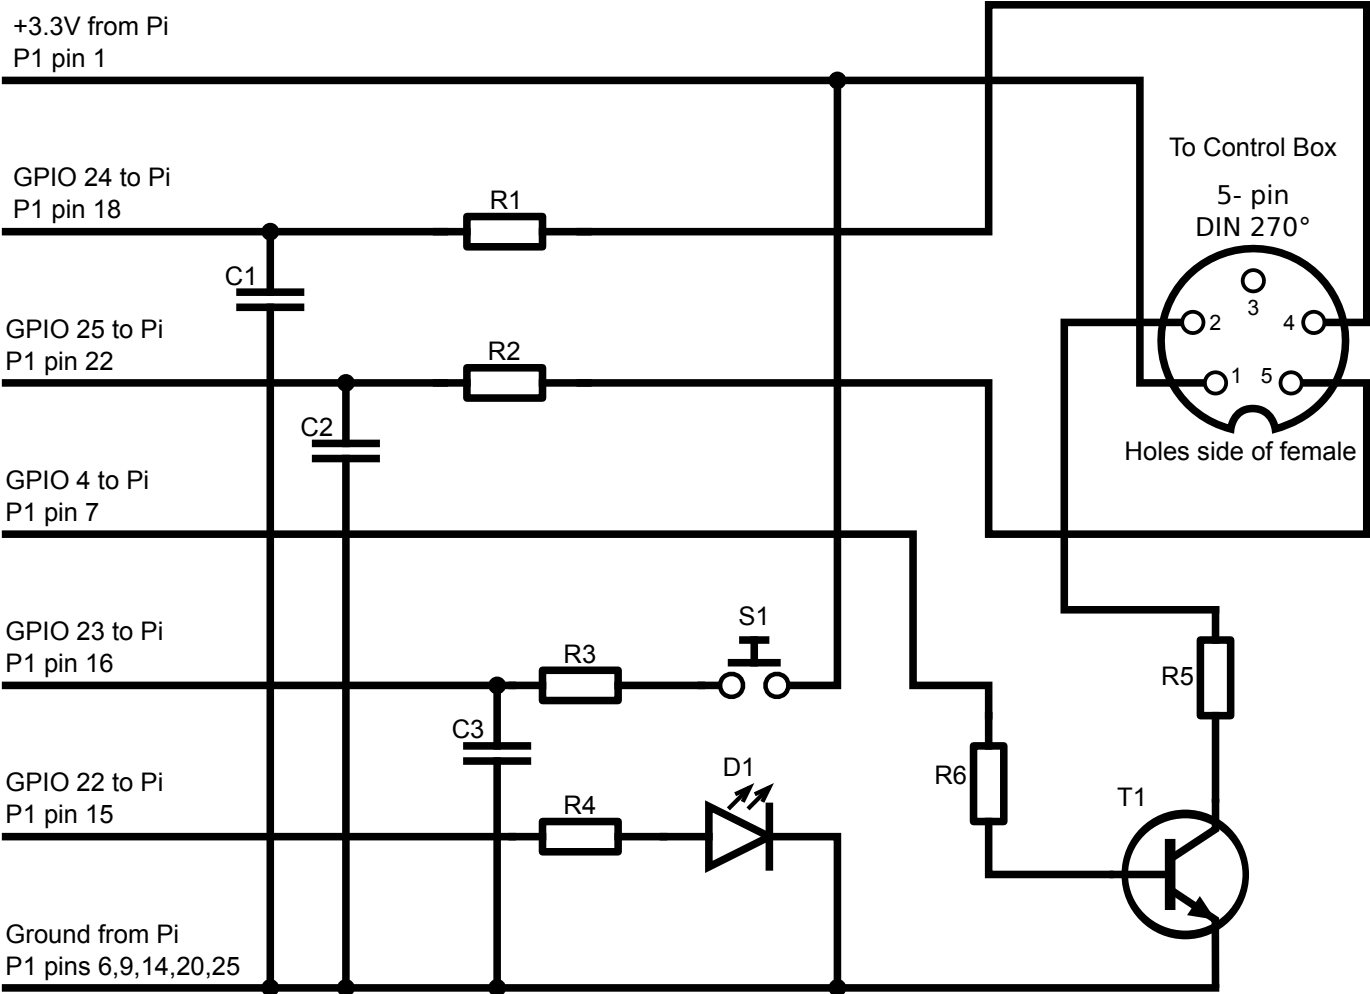 +3.3V from Pi
P1 pin 1
GPIO 24 to Pi
P1 pin 18
R1
To Control Box
5- pin
DIN 270°
C1
3
2
4
GPIO 25 to Pi
P1 pin 22
R2
1
5
C2
Holes side of female
GPIO 4 to Pi
P1 pin 7
GPIO 23 to Pi
P1 pin 16
R3
S1
R5
C3
GPIO 22 to Pi
P1 pin 15
R4
D1
R6
T1
Ground from Pi
P1 pins 6,9,14,20,25